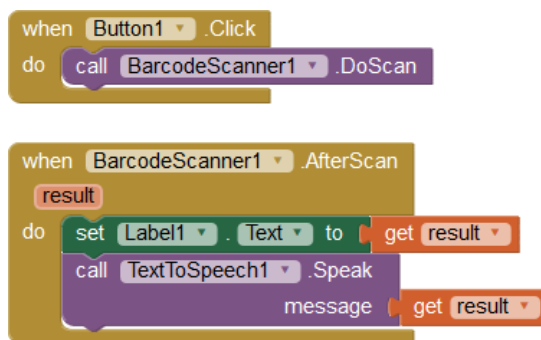 when Button1 .Click
do call BarcodeScanner1 .DoScan
when BarcodeScanner1 .AfterScan
result
do set Label1 . Text to get result
call TextToSpeech1 .Speak
message get result